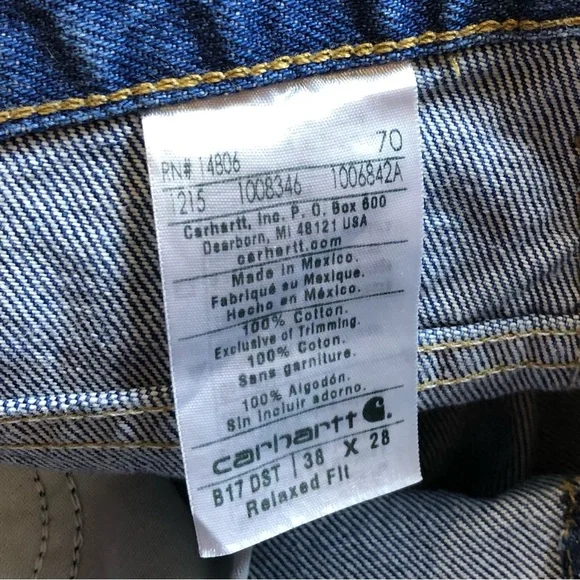 70
RN# 14806
1215 1008346 1006842A
Carhartt, Inc. P. O. Box 600
Dearborn, MI 48121 USA
carhartt.com
Made in Mexico.
Fabriqué au Mexique.
Hecho en México.
100% Cotton.
Exclusive of Trimming.
100% Coton.
Sans garniture.
100% Algodón.
Sin incluir adorno.
carhartt
B17 DST | 38 X 28
Relaxed Fit